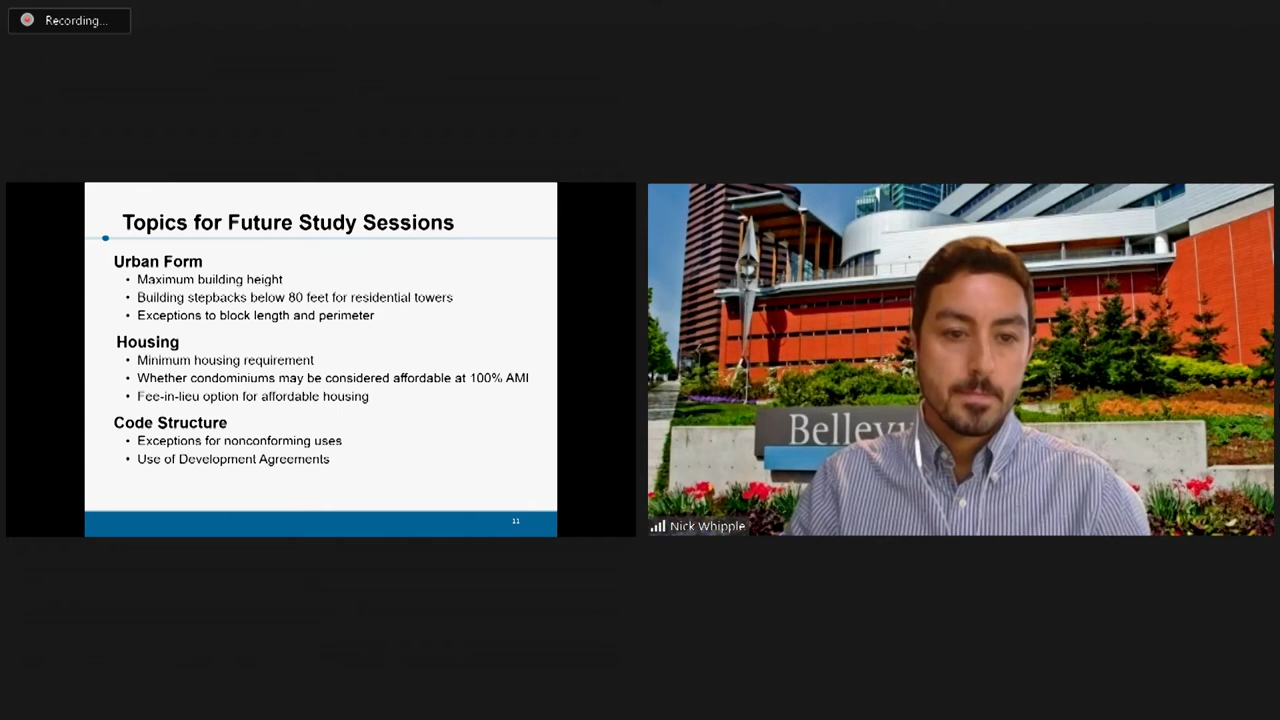 Recording...
Topics for Future Study Sessions
Urban Form
• Maximum building height
• Building stepbacks below 80 feet for residential towers
• Exceptions to block length and perimeter
Housing
• Minimum housing requirement
• Whether condominiums may be considered affordable at 100% AMI
• Fee-in-lieu option for affordable housing
Code Structure
• Exceptions for nonconforming uses
• Use of Development Agreements
11
Nick Whipple